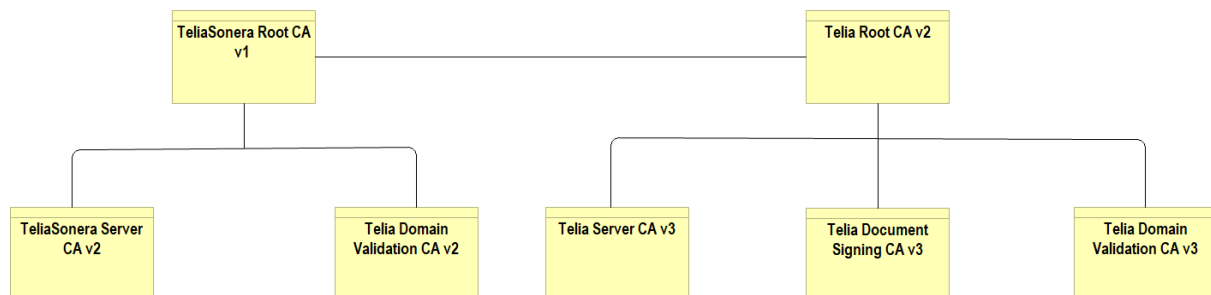 TeliaSonera Root CA
v1
Telia Root CA v2
TeliaSonera Server
CA v2
Telia Domain
Validation CA v2
Telia Server CA v3
Telia Document
Signing CA v3
Telia Domain
Validation CA v3